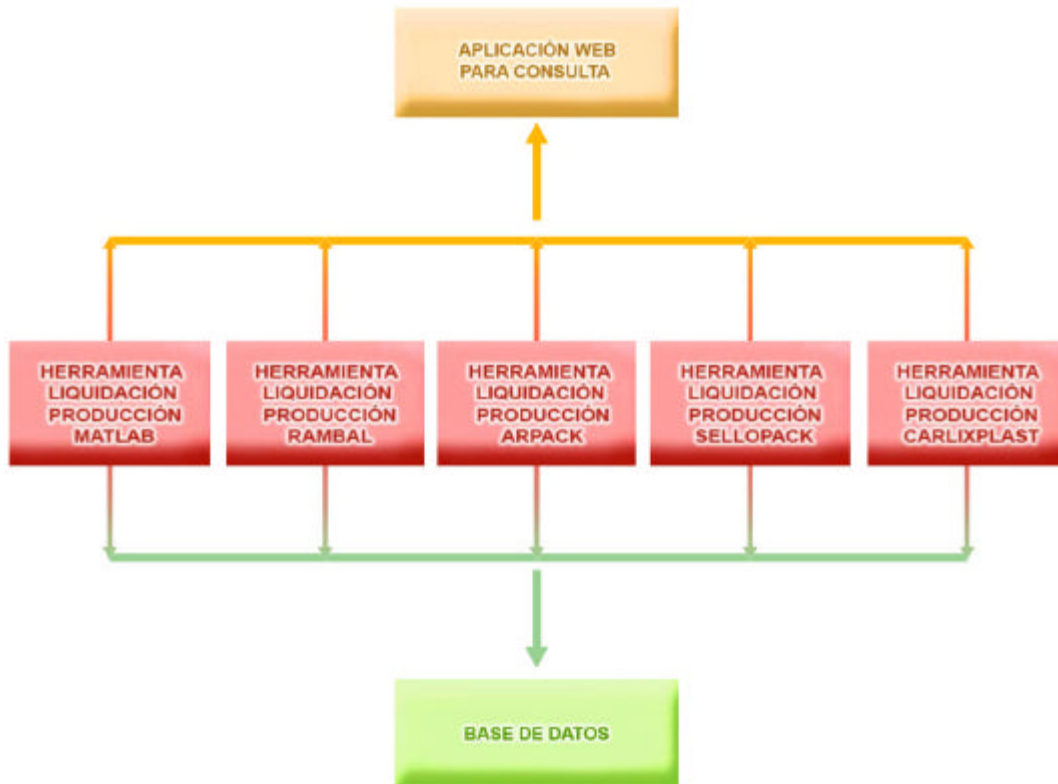 APLICACIÓN WEB
PARA CONSULTA
HERRAMIENTA
LIQUIDACIÓN
PRODUCCIÓN
MATLAB
HERRAMIENTA
LIQUIDACIÓN
PRODUCCIÓN
RAMBAL
HERRAMIENTA
LIQUIDACIÓN
PRODUCCIÓN
ARPACK
HERRAMIENTA
LIQUIDACIÓN
PRODUCCIÓN
SELLOPACK
HERRAMIENTA
LIQUIDACIÓN
PRODUCCIÓN
CARLIXPLAST
BASE DE DATOS